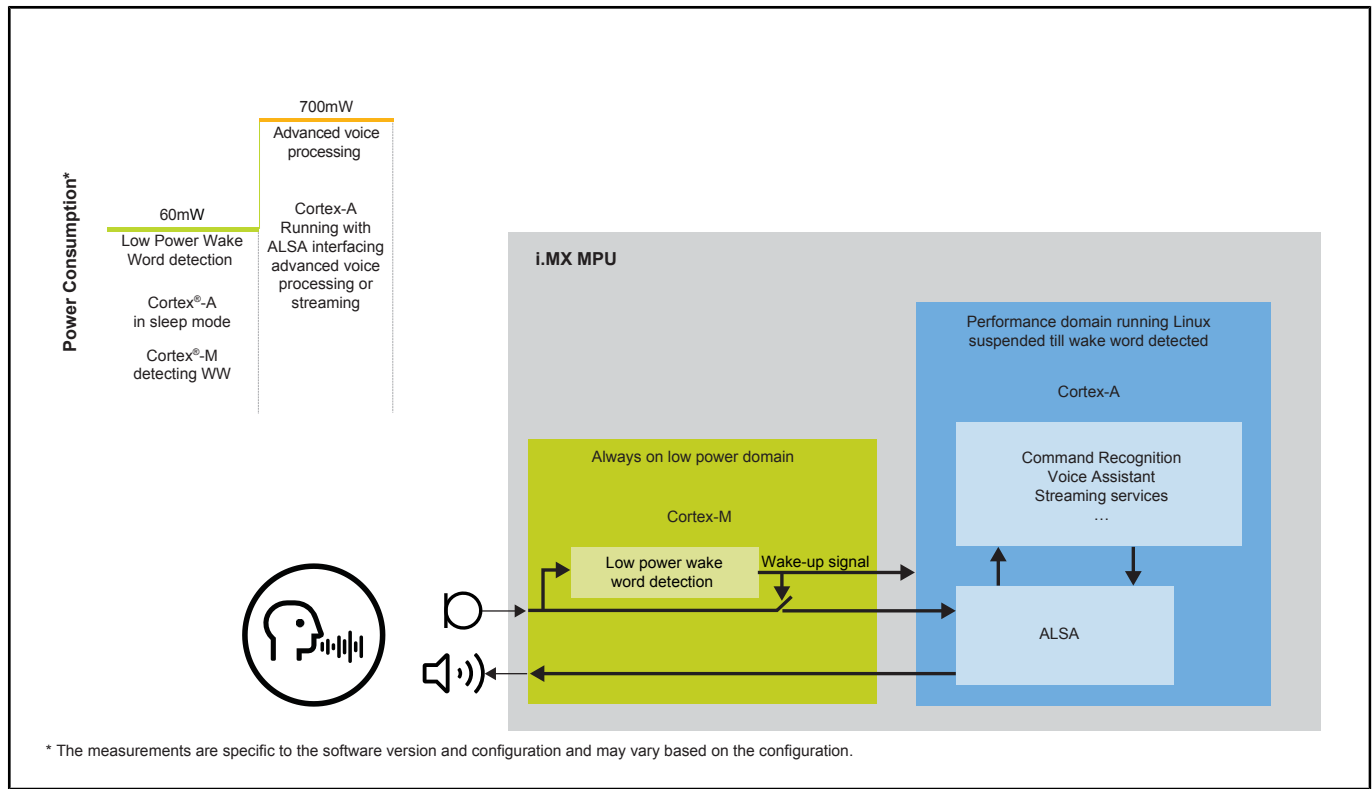 700mW
Advanced voice
processing
Cortex-A
Running with
ALSA interfacing
advanced voice
processing or
streaming
Power Consumption*
60mW
Low Power Wake
Word detection
Cortex®-A
in sleep mode
Cortex®-M
detecting WW
i.MX MPU
Performance domain running Linux
suspended till wake word detected
Cortex-A
Command Recognition
Voice Assistant
Streaming services
…
Always on low power domain
Cortex-M
Low power wake
word detection
Wake-up signal
ALSA
* The measurements are specific to the software version and configuration and may vary based on the configuration.